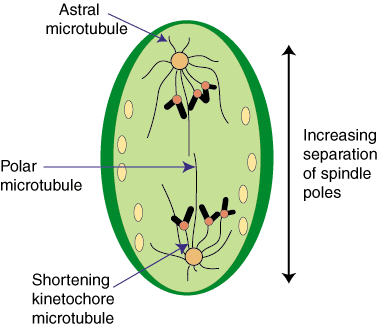 Astral
microtubule
Increasing
separation
of spindle
poles
Polar
microtubule
Shortening
kinetochore
microtubule